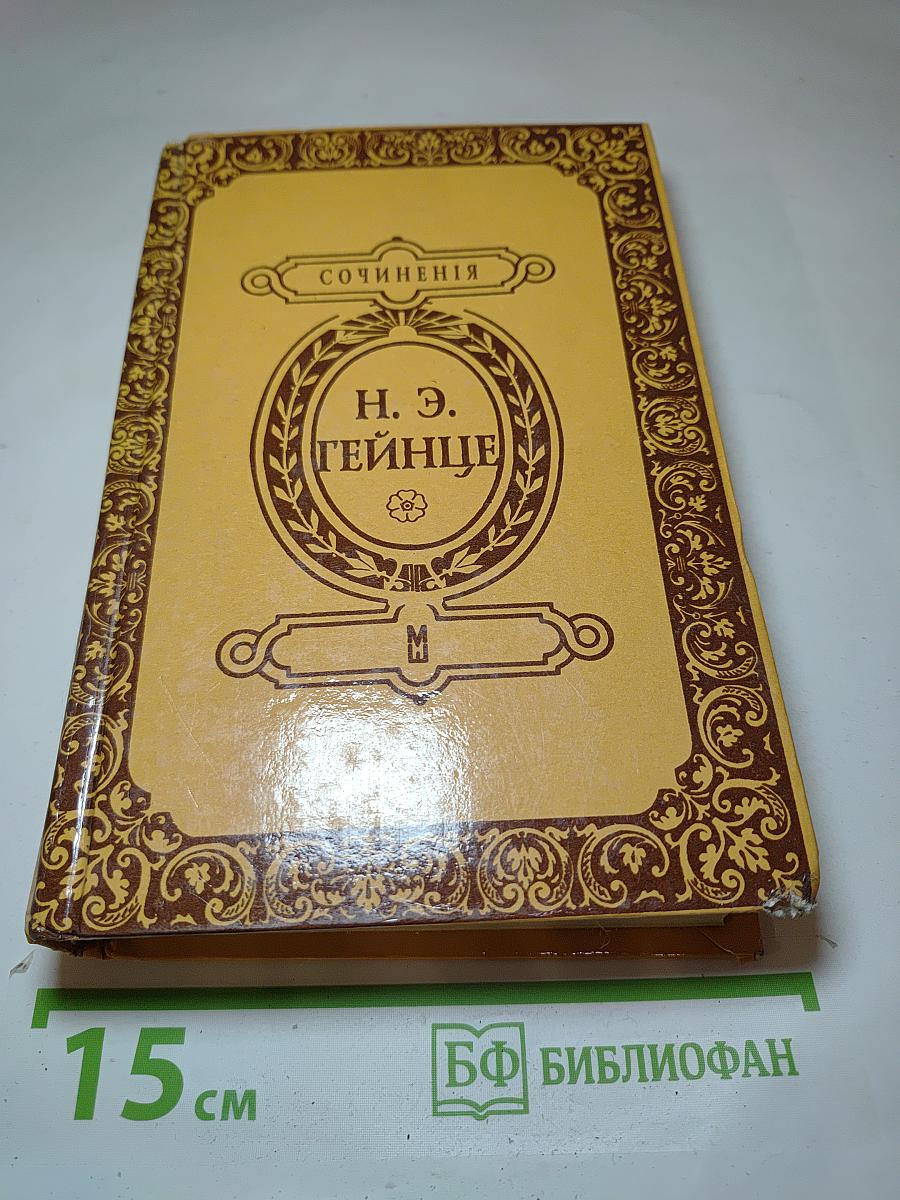 СОЧИНЕНІЯ
Н. Э.
ГЕЙНЦЕ
М
15 см
БФ БИБЛИОФАН